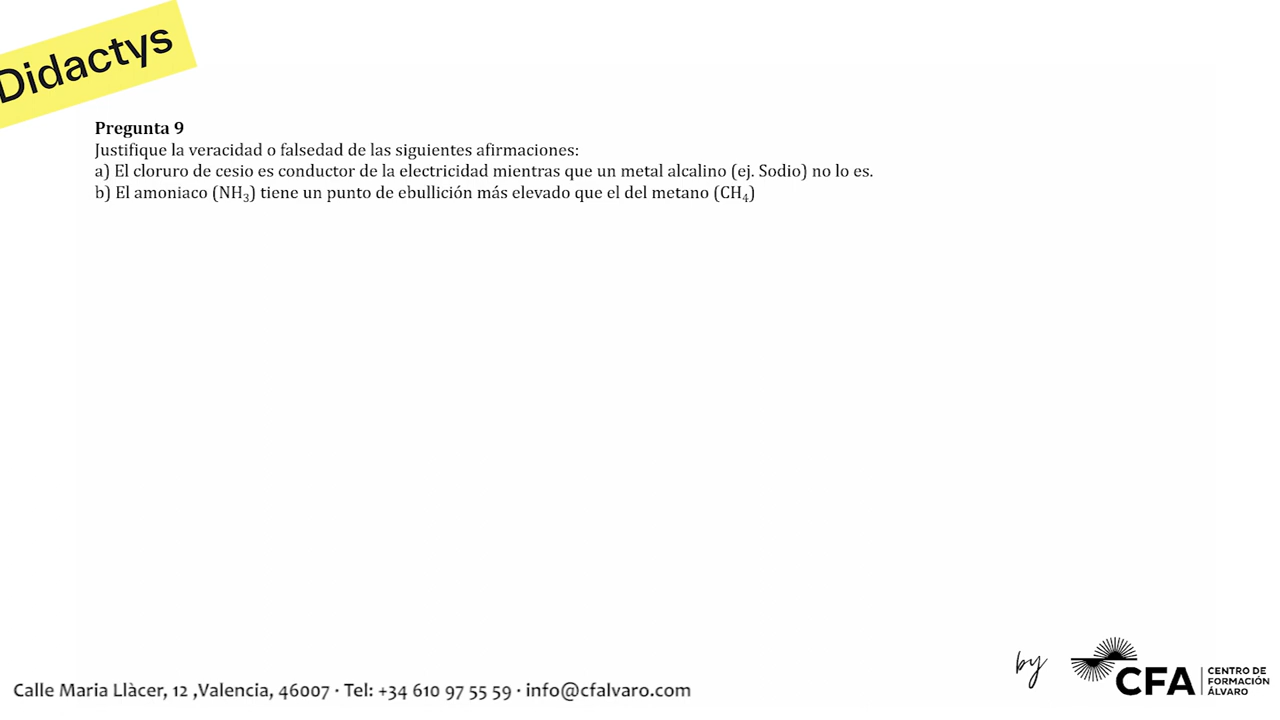 Didactys
Pregunta 9
Justifique la veracidad o falsedad de las siguientes afirmaciones:
a) El cloruro de cesio es conductor de la electricidad mientras que un metal alcalino (ej. Sodio) no lo es.
b) El amoniaco (NH₃) tiene un punto de ebullición más elevado que el del metano (CH₄)
by
CFA
CENTRO DE
FORMACIÓN
ÁLVARO
Calle Maria Llàcer, 12 ,Valencia, 46007 · Tel: +34 610 97 55 59 · info@cfalvaro.com